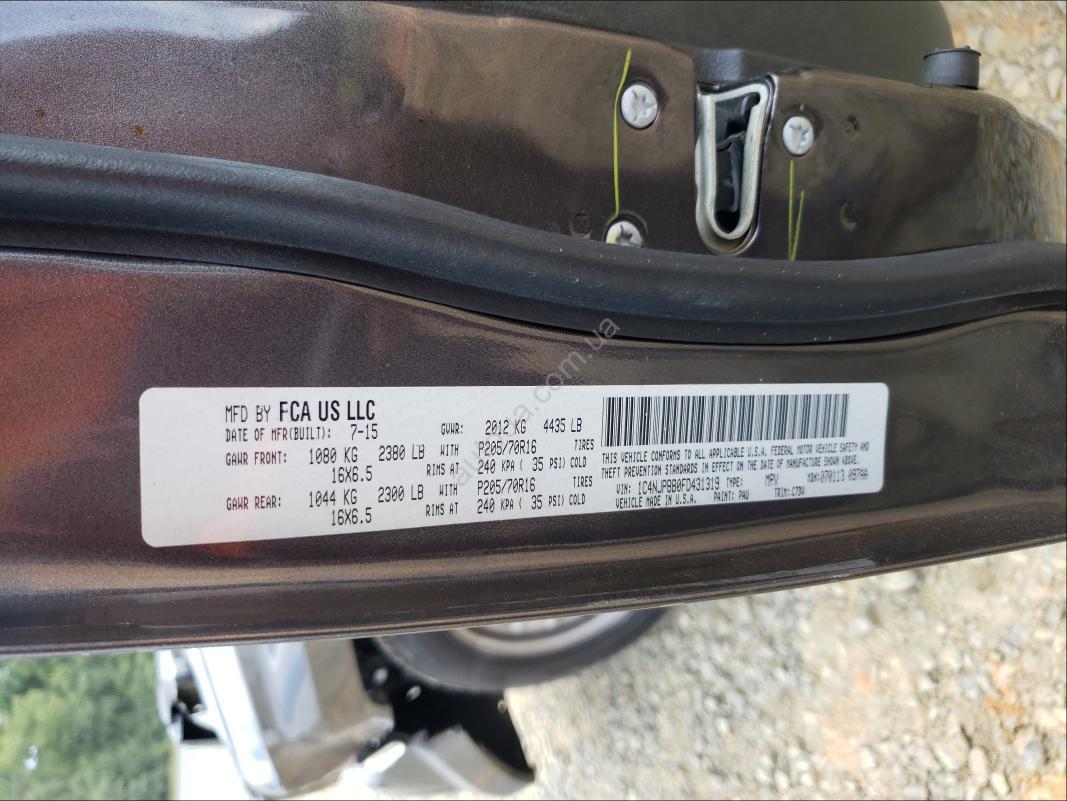 MFD BY FCA US LLC
DATE OF MFR(BUILT): 7-15 GVWR: 2012 KG 4435 LB
GAWR FRONT: 1080 KG 2380 LB WITH P205/70R16 TIRES
16X6.5 RIMS AT 240 KPA ( 35 PSI) COLD
GAWR REAR: 1044 KG 2300 LB WITH P205/70R16 TIRES
16X6.5 RIMS AT 240 KPA ( 35 PSI) COLD
THIS VEHICLE CONFORMS TO ALL APPLICABLE U.S.A. FEDERAL MOTOR VEHICLE SAFETY AND
THEFT PREVENTION STANDARDS IN EFFECT ON THE DATE OF MANUFACTURE SHOWN ABOVE.
VIN: 1C4NJPBB0FD431319 TYPE: MPV MDH: 070113 097AA
VEHICLE MADE IN U.S.A. PAINT: PAU TRIM: